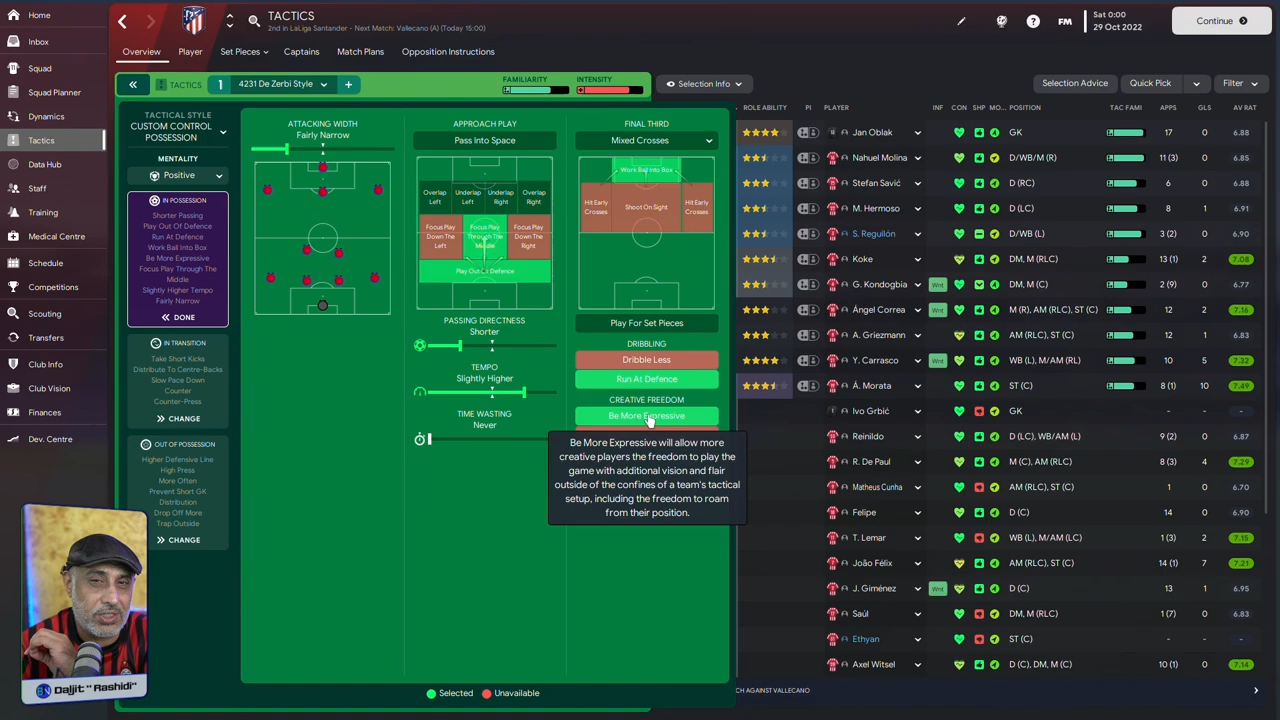 Home
Inbox
Squad
Squad Planner
Dynamics
Tactics
Data Hub
Staff
Training
Medical Centre
Schedule
Competitions
Scouting
Club Info
Club Vision
Finances
Dev. Centre
TACTICS
2nd in LaLiga Santander - Next Match: Vallecano (A) (Today 15:00)
FM
Sat 0:00
29 Oct 2022
Continue
Overview
Player
Set Pieces
Captains
Match Plans
Opposition Instructions
TACTICS
1
4231 De Zerbi Style
FAMILIARITY
INTENSITY
Selection Info
Selection Advice
Quick Pick
Filter
TACTICAL STYLE
CUSTOM CONTROL
POSSESSION
MENTALITY
Positive
IN POSSESSION
Shorter Passing
Play Out Of Defence
Run At Defence
Work Ball Into Box
Be More Expressive
Focus Play Through The
Middle
Slightly Higher Tempo
Fairly Narrow
DONE
IN TRANSITION
Take Short Kicks
Distribute To Centre-Backs
Slow Pace Down
Counter
Counter-Press
CHANGE
OUT OF POSSESSION
Higher Defensive Line
High Press
More Often
Prevent Short GK
Distribution
Drop Off More
Trap Outside
CHANGE
ATTACKING WIDTH
Fairly Narrow
APPROACH PLAY
Pass Into Space
Overlap Left
Underlap Left
Underlap Right
Overlap Right
Focus Play Down The Left
Focus Play Through The Middle
Focus Play Down The Right
Play Out Of Defence
PASSING DIRECTNESS
Shorter
TEMPO
Slightly Higher
TIME WASTING
Never
FINAL THIRD
Mixed Crosses
Work Ball Into Box
Hit Early Crosses
Shoot On Sight
Hit Early Crosses
Play For Set Pieces
DRIBBLING
Dribble Less
Run At Defence
CREATIVE FREEDOM
Be More Expressive
Be More Expressive will allow more
creative players the freedom to play the
game with additional vision and flair
outside of the confines of a team's tactical
setup, including the freedom to roam
from their position.
Selected
Unavailable
ROLE ABILITY PI PLAYER INF CON SHP MO... POSITION TAC FAMI APPS GLS AV RAT
Jan Oblak GK 17 0 6.88
Nahuel Molina D/WB/M (R) 11 (3) 0 6.85
Stefan Savić D (RC) 6 0 6.88
M. Hermoso D (LC) 8 1 6.91
S. Reguilón D/WB (L) 4 0 6.90
Koke DM, M (RLC) 13 (1) 2 7.08
G. Kondogbia Wnt DM, M (C) 2 (9) 0 6.77
Ángel Correa Wnt M (R), AM (RLC), ST (C) 11 0 7.16
A. Griezmann AM (RLC), ST (C) 12 1 6.83
Y. Carrasco Wnt WB (L), M/AM (RL) 10 5 7.32
Á. Morata ST (C) 8 (1) 10 7.49
Ivo Grbić GK - - -
Reinildo D (LC), WB/AM (L) 9 (2) 0 6.87
R. De Paul M (C), AM (RLC) 8 (3) 4 7.29
Matheus Cunha AM (RLC), ST (C) 1 0 6.70
Felipe D (C) 14 0 6.90
T. Lemar WB (L), M/AM (LC) 1 (3) 0 7.15
João Félix AM (RLC), ST (C) 14 (1) 7 7.21
J. Giménez Wnt D (C) 13 1 6.95
Saúl DM, M (RLC) 1 (7) 0 6.83
Ethyan ST (C) - - -
Axel Witsel D (C), DM, M (C) 10 (1) 0 7.14
CH AGAINST VALLECANO
Daljit "Rashidi"